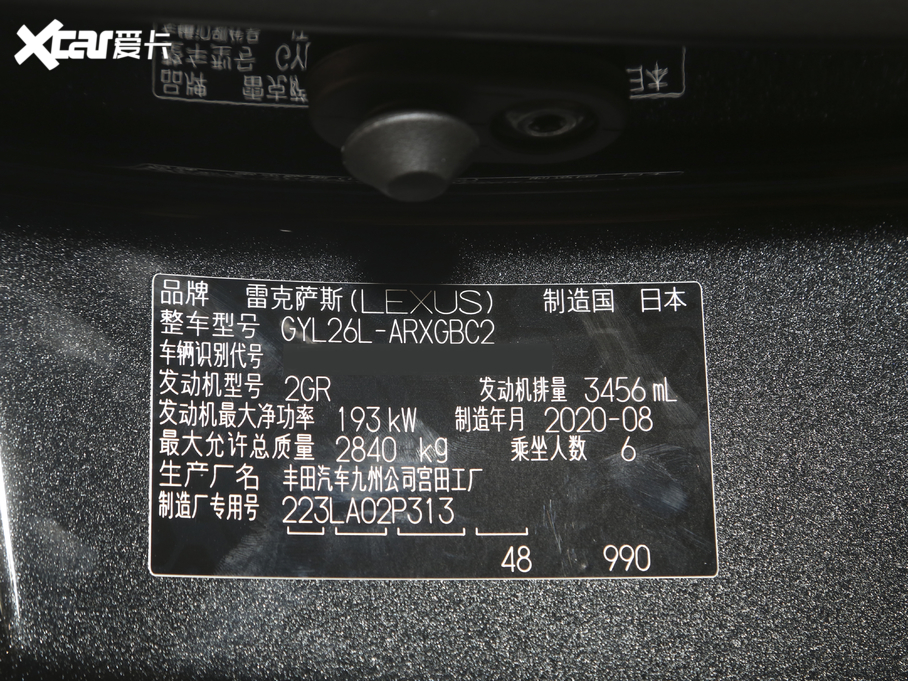 Xcar爱卡
品牌 雷克萨斯(LEXUS) 制造国 日本
整车型号 GYL26L-ARXGBC2
车辆识别代号
发动机型号 2GR 发动机排量 3456 mL
发动机最大净功率 193 kW 制造年月 2020-08
最大允许总质量 2840 kg 乘坐人数 6
生产厂名 丰田汽车九州公司宫田工厂
制造厂专用号 223LA02P313
48 990